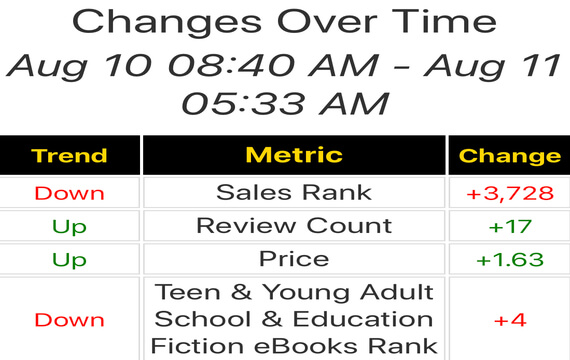 Changes Over Time
Aug 10 08:40 AM - Aug 11
05:33 AM
Trend Metric Change
Down Sales Rank +3,728
Up Review Count +17
Up Price +1.63
Teen & Young Adult
Down School & Education +4
Fiction eBooks Rank